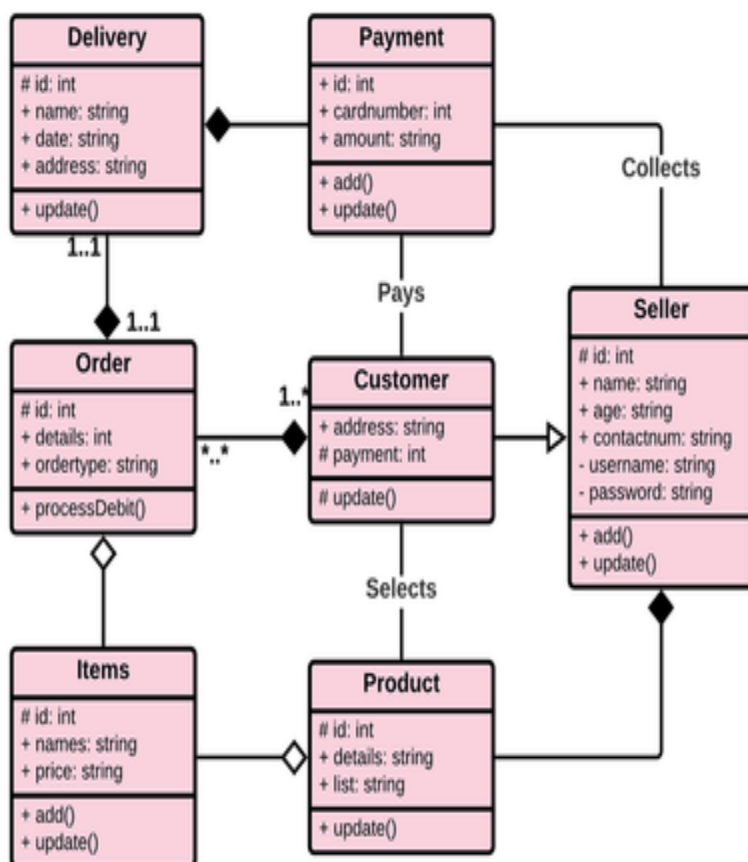 Delivery
# id: int
+ name: string
+ date: string
+ address: string
+ update()
Payment
+ id: int
+ cardnumber: int
+ amount: string
+ add()
+ update()
Collects
1..1
1..1
Pays
Order
# id: int
+ details: int
+ ordertype: string
+ processDebit()
*..*
1..*
Customer
+ address: string
# payment: int
# update()
Seller
# id: int
+ name: string
+ age: string
+ contactnum: string
- username: string
- password: string
+ add()
+ update()
Selects
Items
# id: int
+ names: string
+ price: string
+ add()
+ update()
Product
# id: int
+ details: string
+ list: string
+ update()